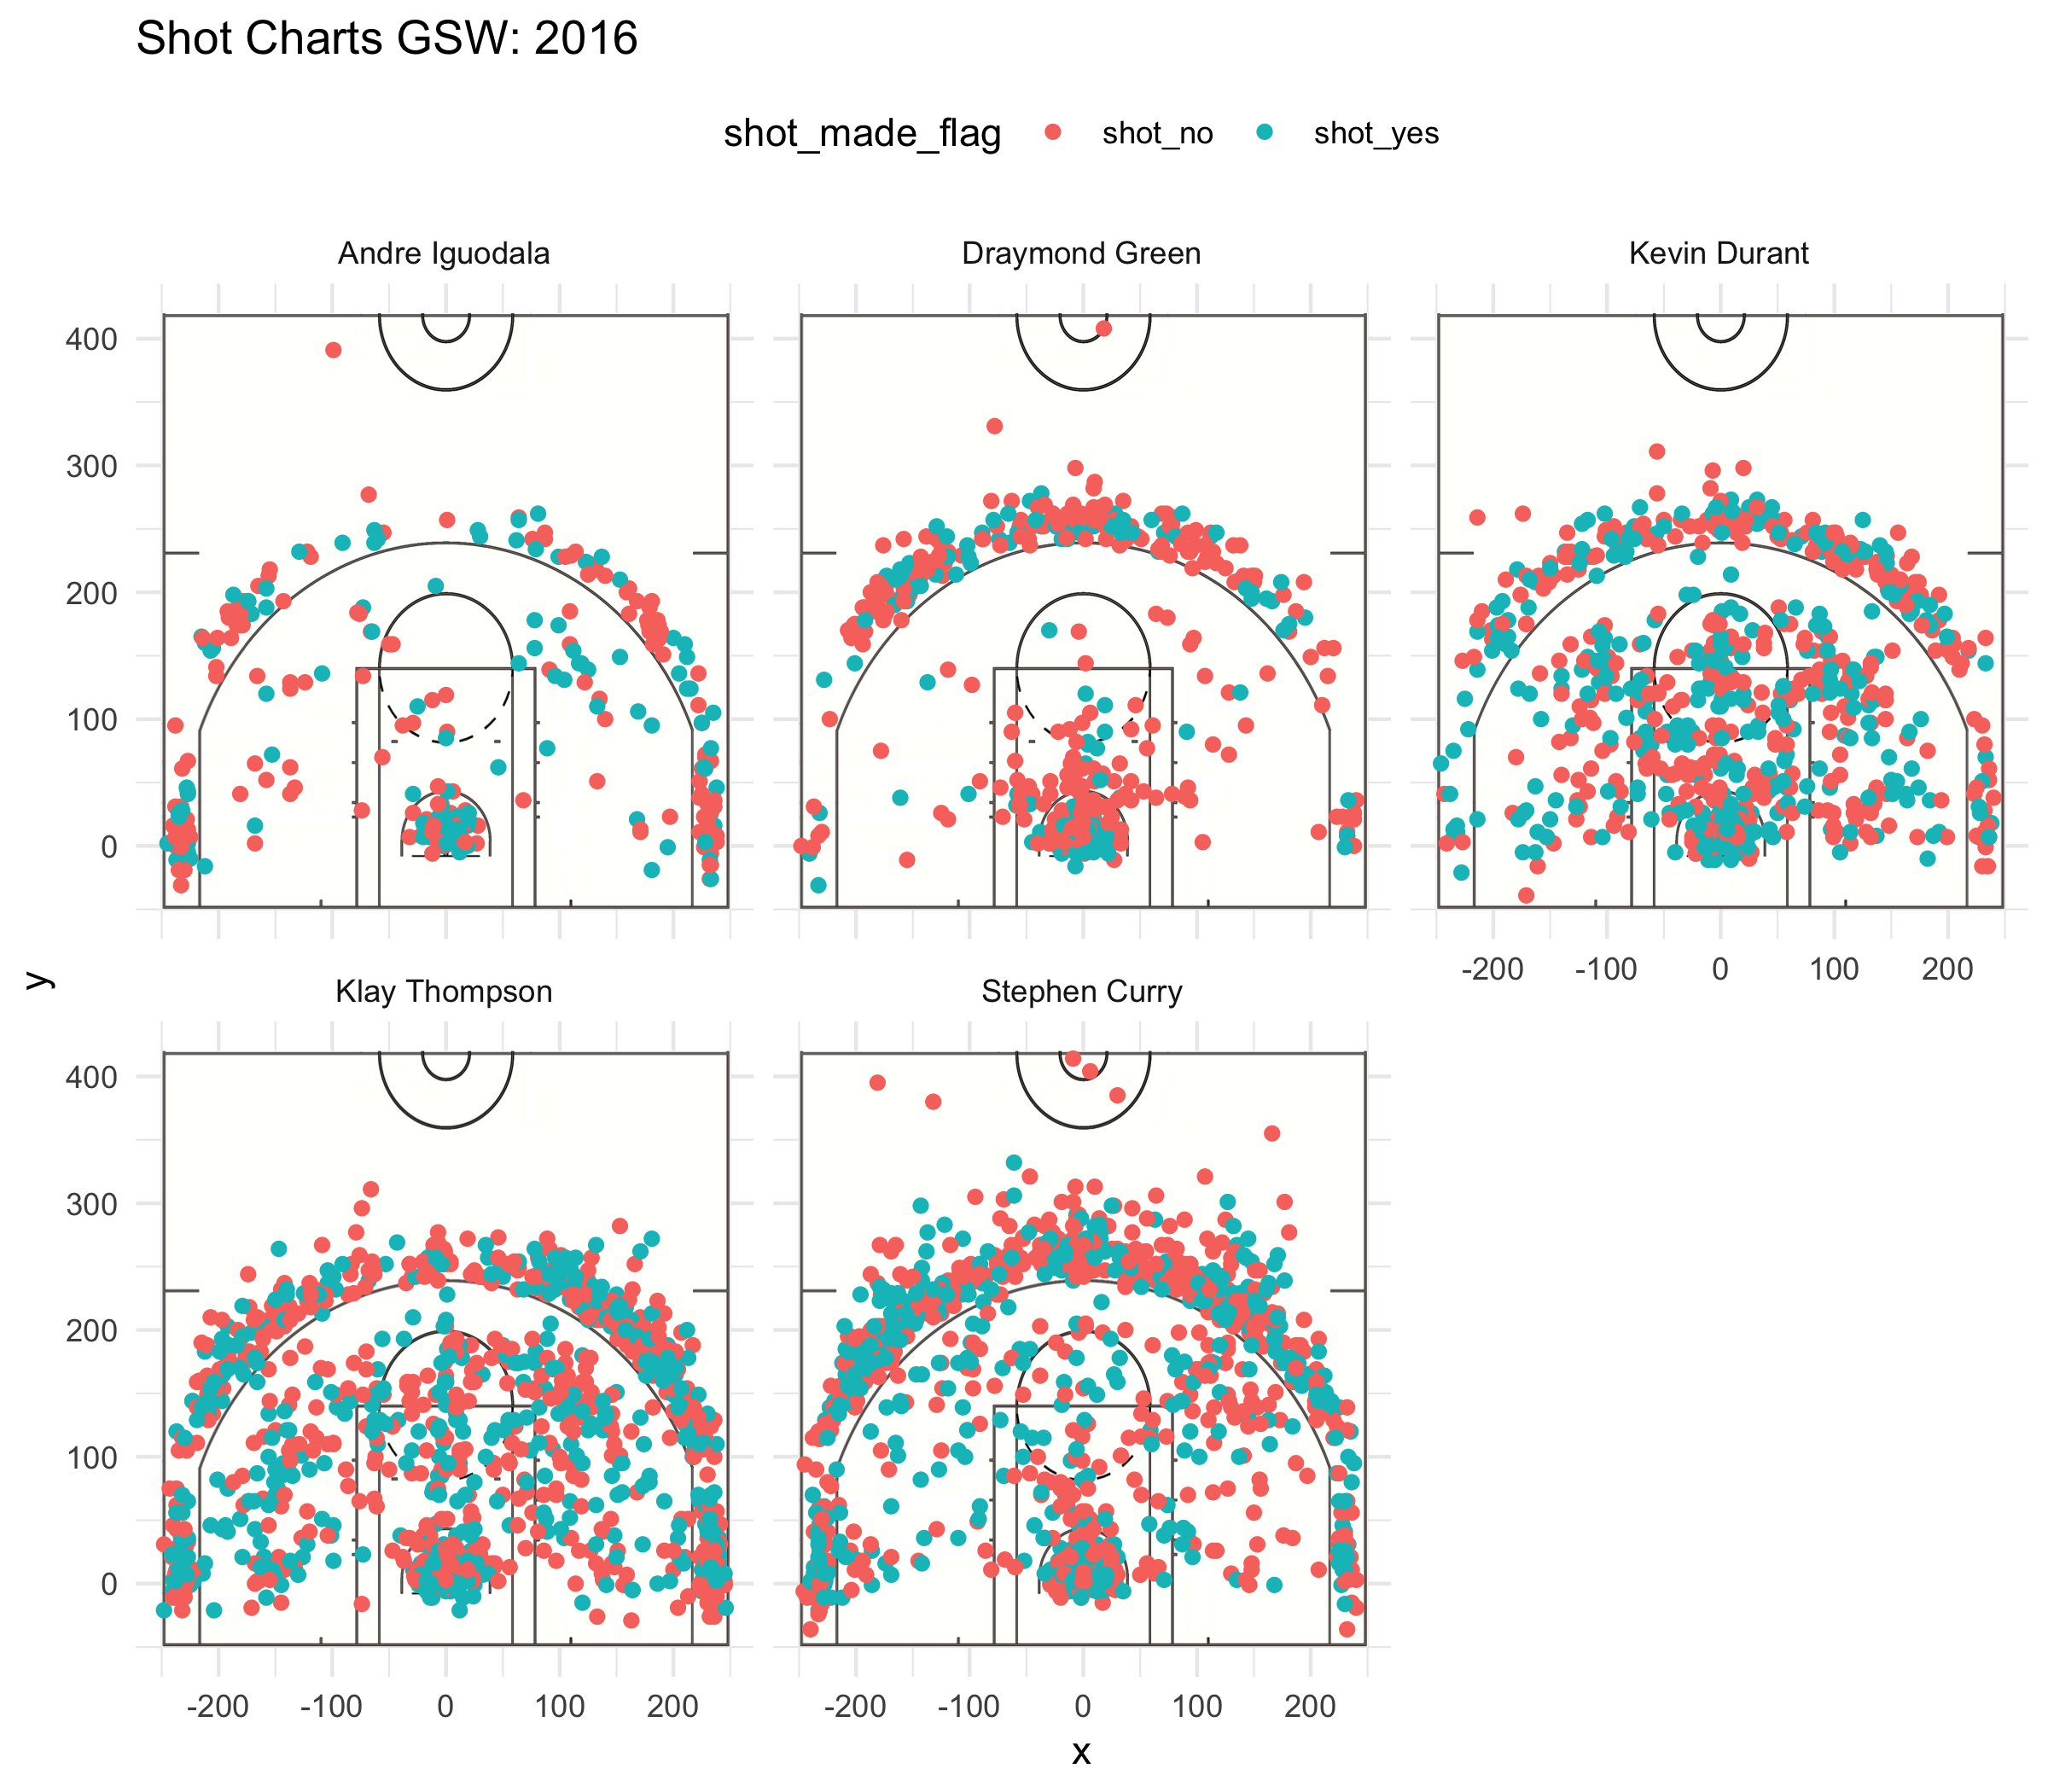 Shot Charts GSW: 2016
shot_made_flag shot_no shot_yes
Andre Iguodala Draymond Green Kevin Durant
400
300
200
100
0
-200 -100 0 100 200
y
Klay Thompson Stephen Curry
400
300
200
100
0
-200 -100 0 100 200 -200 -100 0 100 200
x